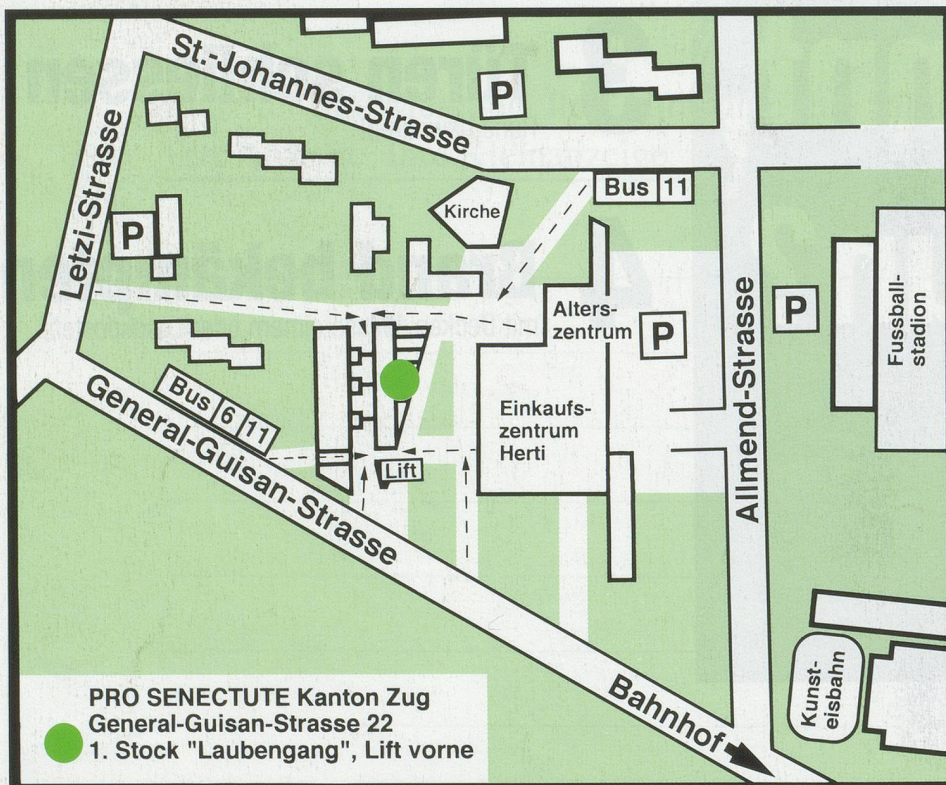 St.-Johannes-Strasse
P
Letzi-Strasse
P
Kirche
Bus 11
Alters-
zentrum
P
P
Fussball-
stadion
Allmend-Strasse
Bus 6 11
General-Guisan-Strasse
Einkaufs-
zentrum
Herti
Lift
Kunst-
eisbahn
Bahnhof
PRO SENECTUTE Kanton Zug
General-Guisan-Strasse 22
1. Stock "Laubengang", Lift vorne